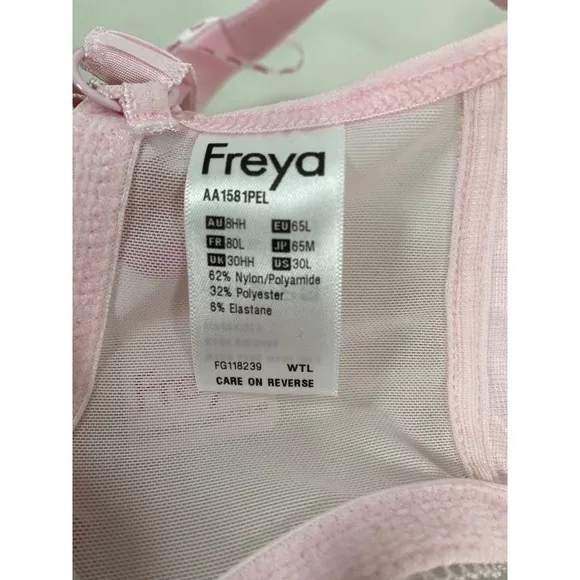 Freya
AA1581PEL
AU 8HH EU 65L
FR 80L JP 65M
UK 30HH US 30L
62% Nylon/Polyamide
32% Polyester
6% Elastane
FG118239 WTL
CARE ON REVERSE